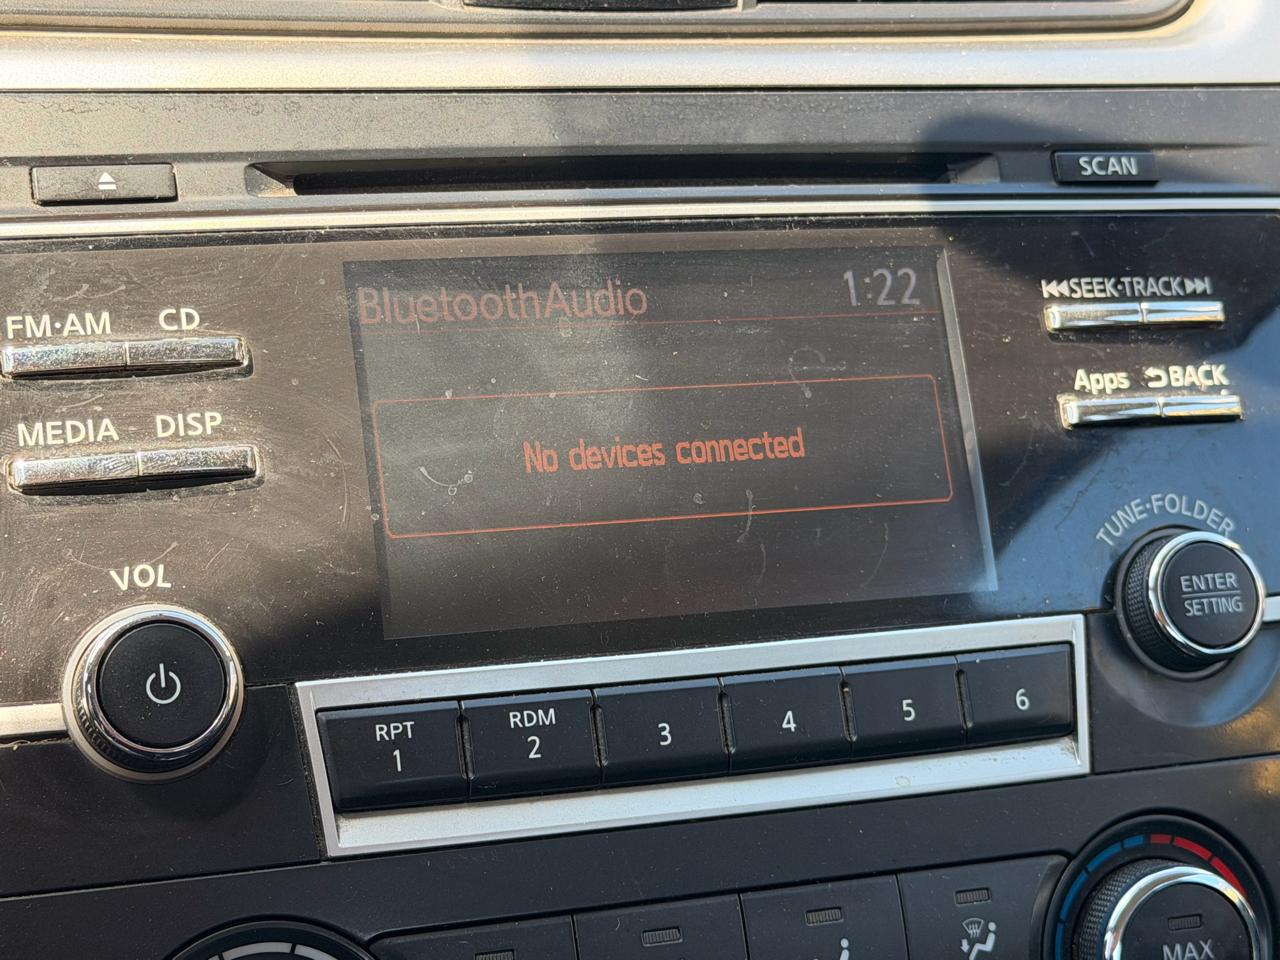 SCAN
BluetoothAudio 1:22
FM·AM CD
SEEK·TRACK
MEDIA DISP
Apps BACK
No devices connected
TUNE·FOLDER
VOL
ENTER
SETTING
RPT
1
RDM
2
3
4
5
6
MAX